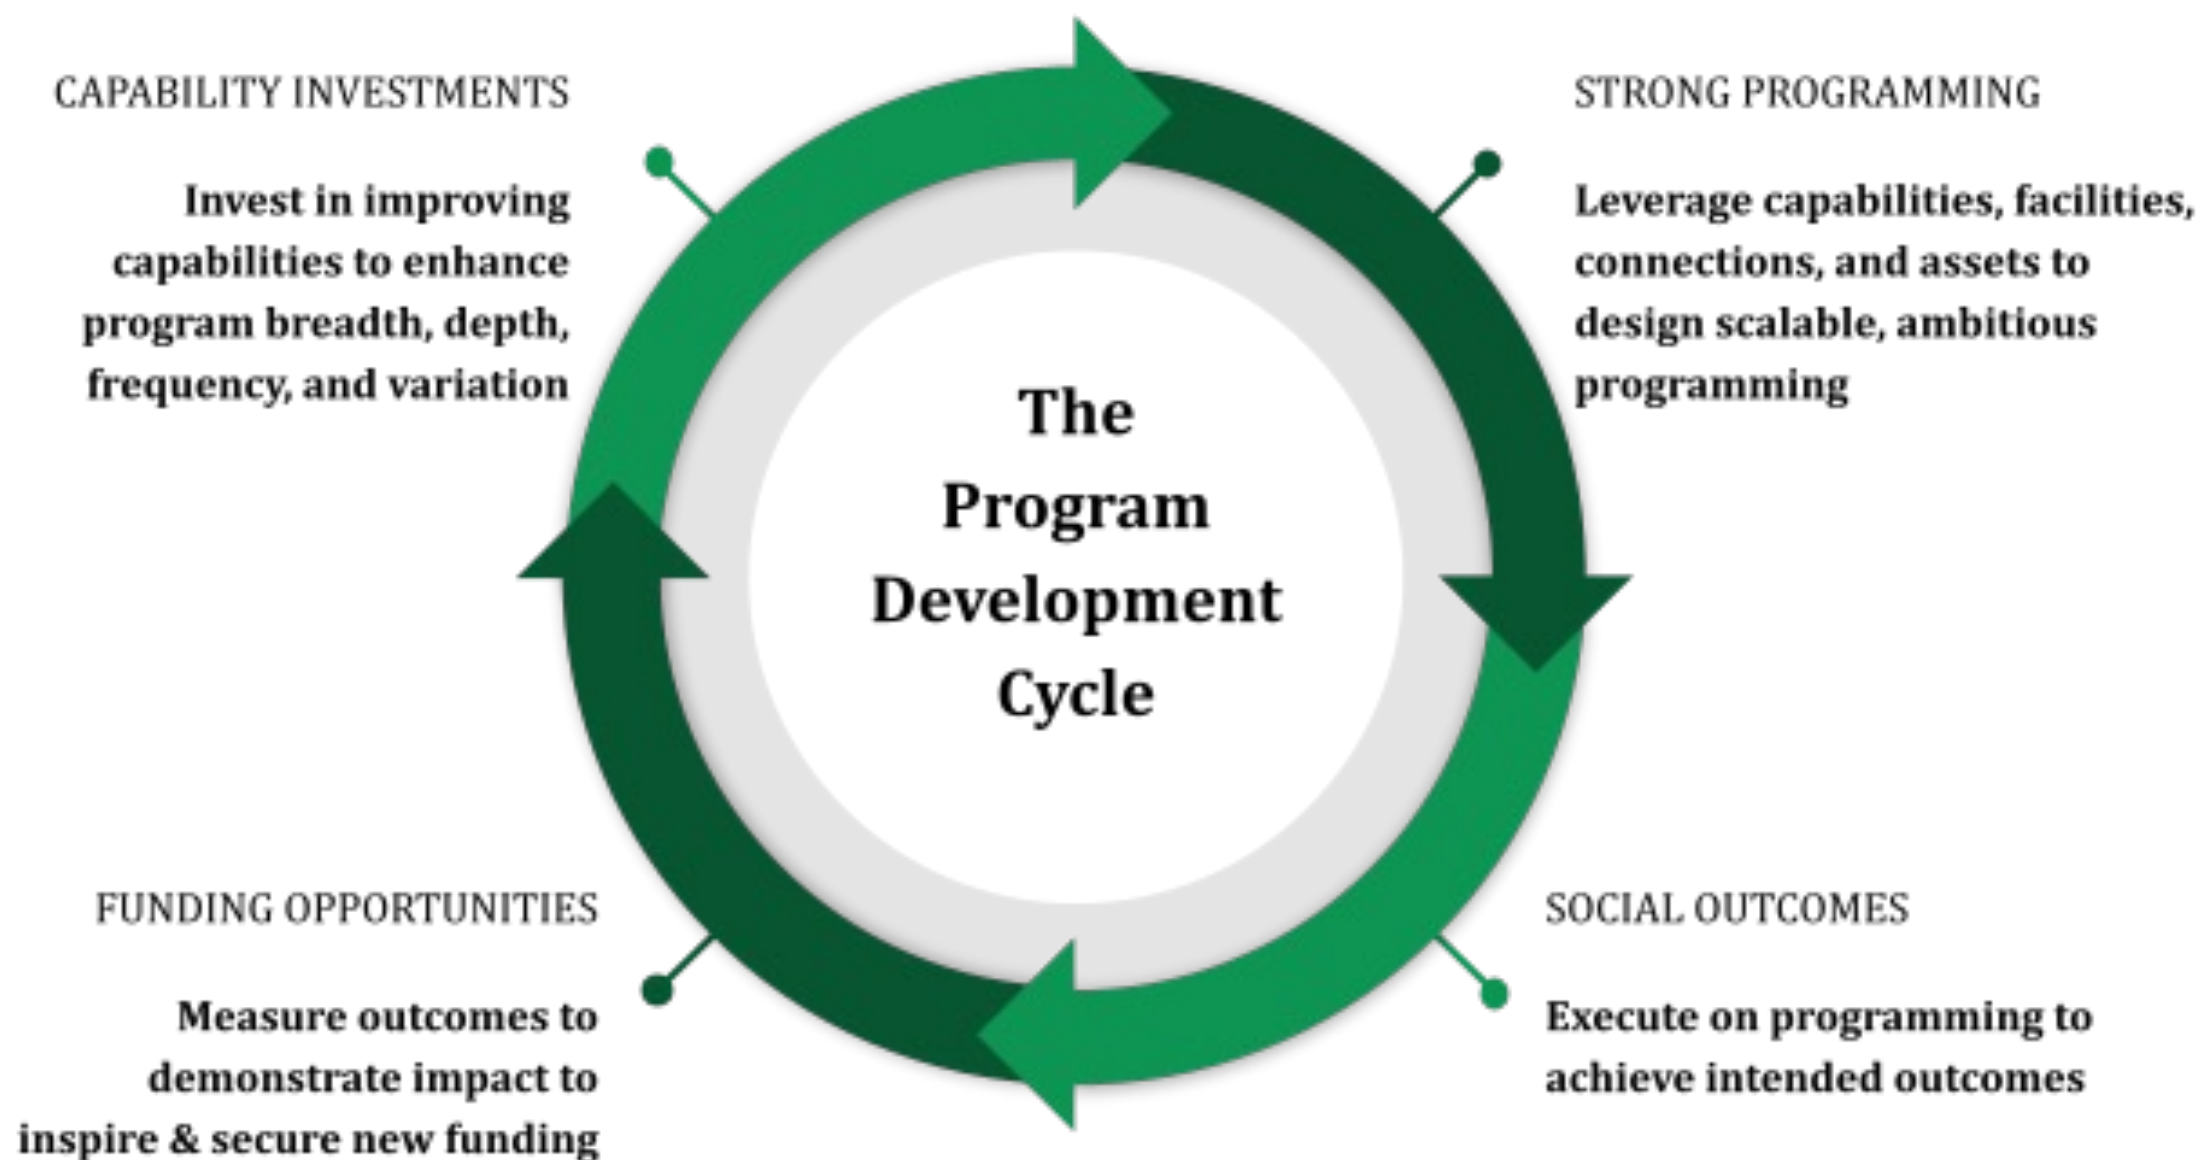 CAPABILITY INVESTMENTS
Invest in improving
capabilities to enhance
program breadth, depth,
frequency, and variation
STRONG PROGRAMMING
Leverage capabilities, facilities,
connections, and assets to
design scalable, ambitious
programming
The
Program
Development
Cycle
FUNDING OPPORTUNITIES
Measure outcomes to
demonstrate impact to
inspire & secure new funding
SOCIAL OUTCOMES
Execute on programming to
achieve intended outcomes